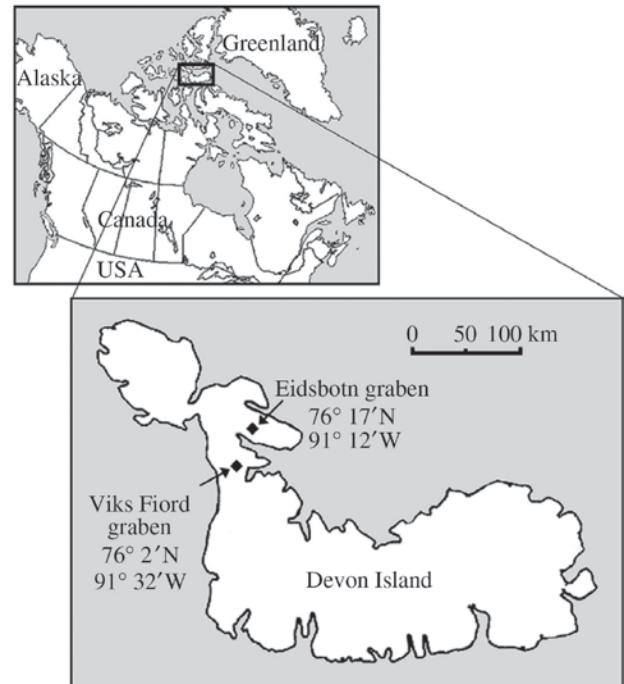 Greenland
Alaska
Canada
USA
0 50 100 km
Eidsbotn graben
76° 17′N
91° 12′W
Viks Fiord
graben
76° 2′N
91° 32′W
Devon Island